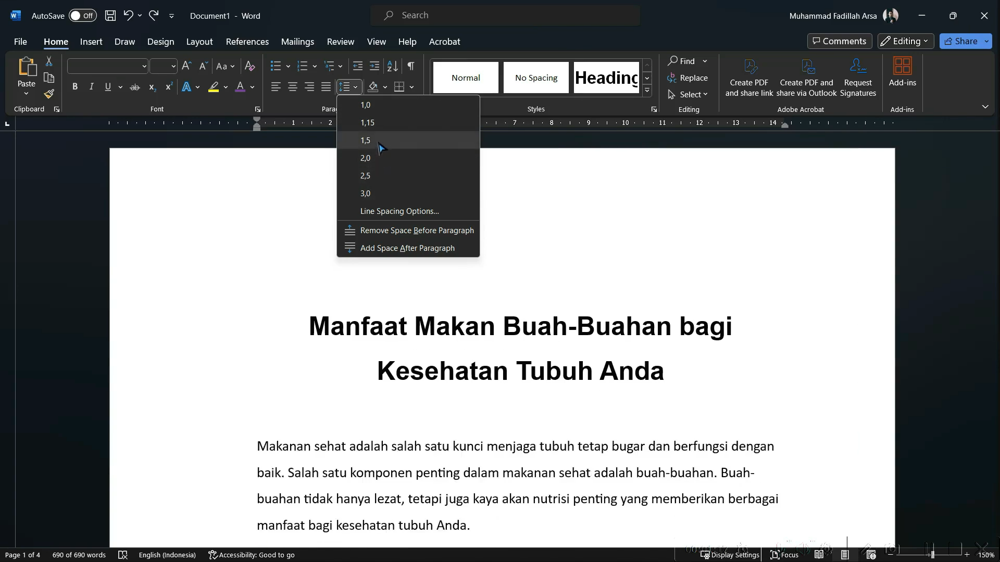 AutoSave Off Document1 - Word Search Muhammad Fadillah Arsa
File Home Insert Draw Design Layout References Mailings Review View Help Acrobat Comments Editing Share
Paste
Clipboard
Aa
B I U ab x₂ x² A A
Font
Para
Normal No Spacing Heading
Styles
Find
Replace
Select
Editing
Create PDF and share link
Create PDF and share via Outlook
Request Signatures
Adobe Acrobat
Add-ins
Add-ins
1 2 7 8 9 10 11 12 13 14
1,0
1,15
1,5
2,0
2,5
3,0
Line Spacing Options...
Remove Space Before Paragraph
Add Space After Paragraph
Manfaat Makan Buah-Buahan bagi
Kesehatan Tubuh Anda
Makanan sehat adalah salah satu kunci menjaga tubuh tetap bugar dan berfungsi dengan
baik. Salah satu komponen penting dalam makanan sehat adalah buah-buahan. Buah-
buahan tidak hanya lezat, tetapi juga kaya akan nutrisi penting yang memberikan berbagai
manfaat bagi kesehatan tubuh Anda.
Page 1 of 4 690 of 690 words English (Indonesia) Accessibility: Good to go Display Settings Focus 150%